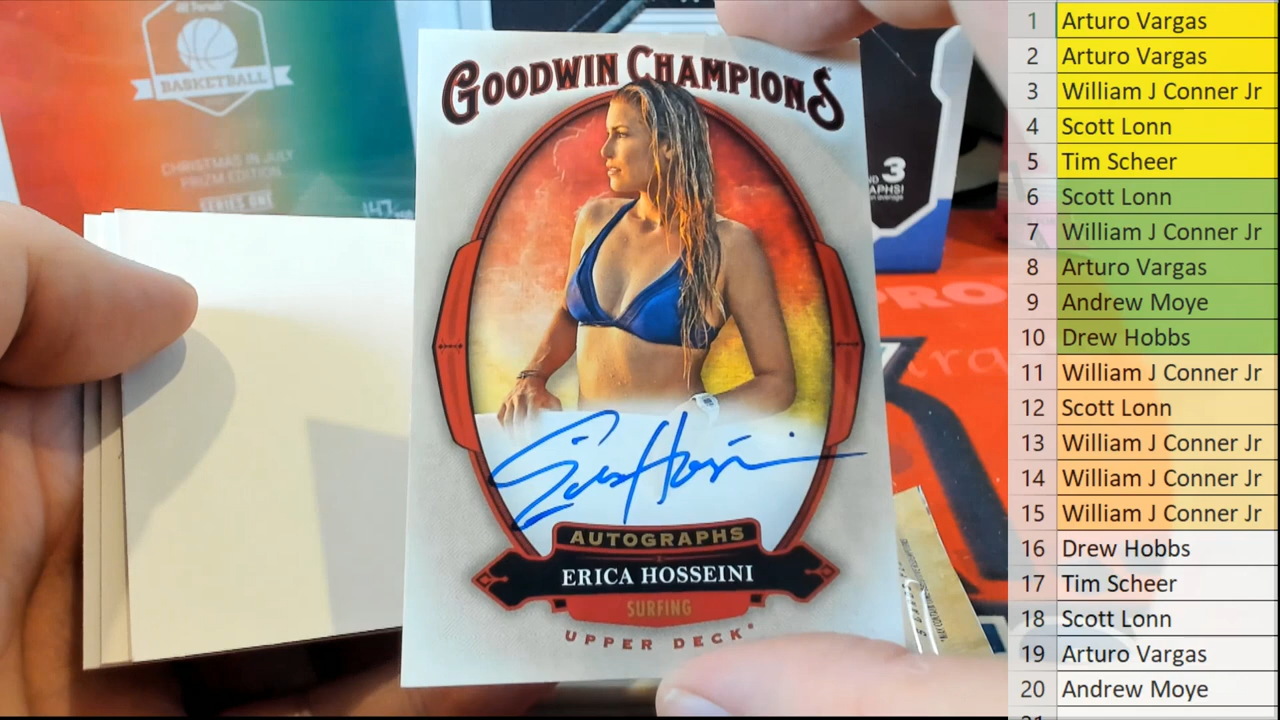 BASKETBALL
CHRISTMAS IN JULY
PRIZM EDITION
SERIES ONE
GOODWIN CHAMPIONS
AUTOGRAPHS
ERICA HOSSEINI
SURFING
UPPER DECK
3
1 Arturo Vargas
2 Arturo Vargas
3 William J Conner Jr
4 Scott Lonn
5 Tim Scheer
6 Scott Lonn
7 William J Conner Jr
8 Arturo Vargas
9 Andrew Moye
10 Drew Hobbs
11 William J Conner Jr
12 Scott Lonn
13 William J Conner Jr
14 William J Conner Jr
15 William J Conner Jr
16 Drew Hobbs
17 Tim Scheer
18 Scott Lonn
19 Arturo Vargas
20 Andrew Moye